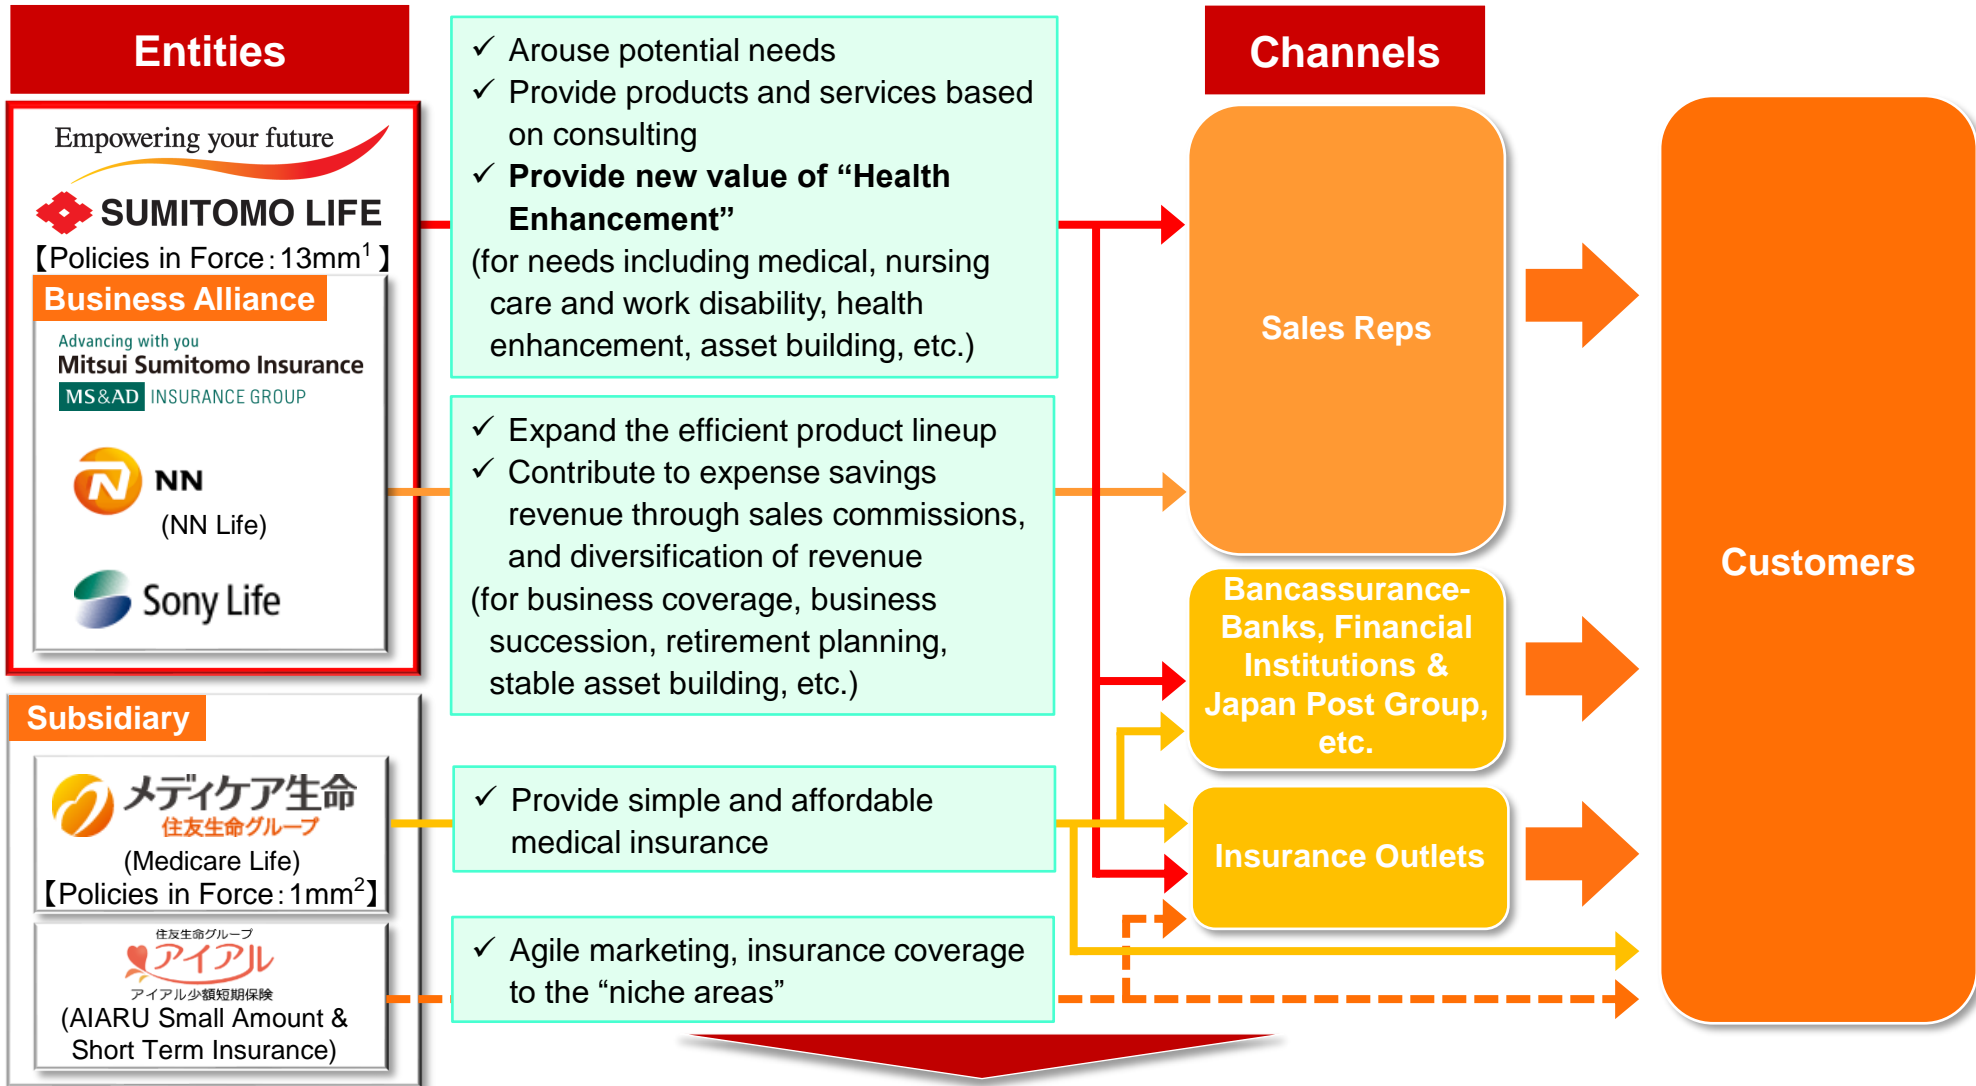 Entities
Empowering your future
SUMITOMO LIFE
【Policies in Force：13mm1 】
Business Alliance
Advancing with you
Mitsui Sumitomo Insurance
MS&AD INSURANCE GROUP
NN
(NN Life)
Sony Life
Subsidiary
メディケア生命
住友生命グループ
(Medicare Life)
【Policies in Force：1mm2】
住友生命グループ
アイアル
アイアル少額短期保険
(AIARU Small Amount &
Short Term Insurance)
✓ Arouse potential needs
✓ Provide products and services based
on consulting
✓ Provide new value of “Health
Enhancement”
(for needs including medical, nursing
care and work disability, health
enhancement, asset building, etc.)
✓ Expand the efficient product lineup
✓ Contribute to expense savings
revenue through sales commissions,
and diversification of revenue
(for business coverage, business
succession, retirement planning,
stable asset building, etc.)
✓ Provide simple and affordable
medical insurance
✓ Agile marketing, insurance coverage
to the “niche areas”
Channels
Sales Reps
Bancassurance-
Banks, Financial
Institutions &
Japan Post Group,
etc.
Insurance Outlets
Customers